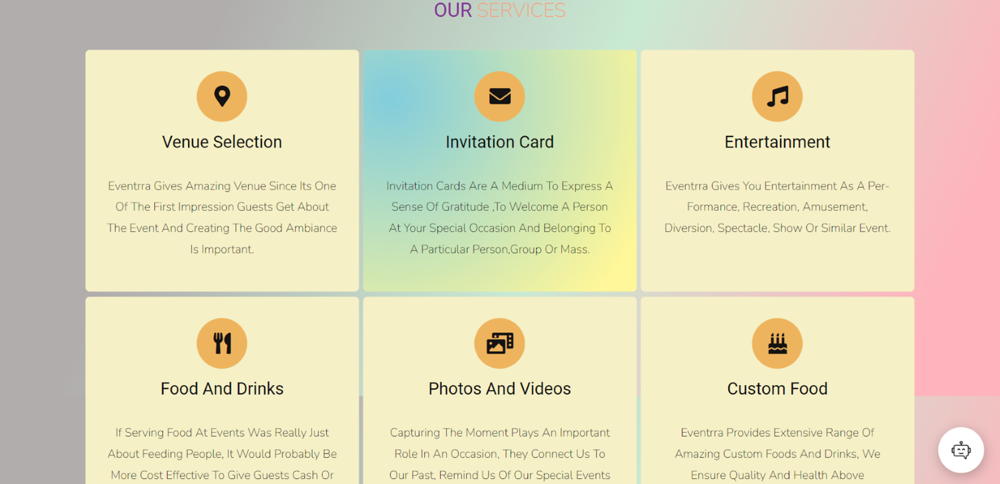 OUR SERVICES
Venue Selection
Eventrra Gives Amazing Venue Since Its One
Of The First Impression Guests Get About
The Event And Creating The Good Ambiance
Is Important.
Invitation Card
Invitation Cards Are A Medium To Express A
Sense Of Gratitude ,To Welcome A Person
At Your Special Occasion And Belonging To
A Particular Person,Group Or Mass.
Entertainment
Eventrra Gives You Entertainment As A Per-
Formance, Recreation, Amusement,
Diversion, Spectacle, Show Or Similar Event.
Food And Drinks
If Serving Food At Events Was Really Just
About Feeding People, It Would Probably Be
More Cost Effective To Give Guests Cash Or
Photos And Videos
Capturing The Moment Plays An Important
Role In An Occasion, They Connect Us To
Our Past, Remind Us Of Our Special Events
Custom Food
Eventrra Provides Extensive Range Of
Amazing Custom Foods And Drinks, We
Ensure Quality And Health Above